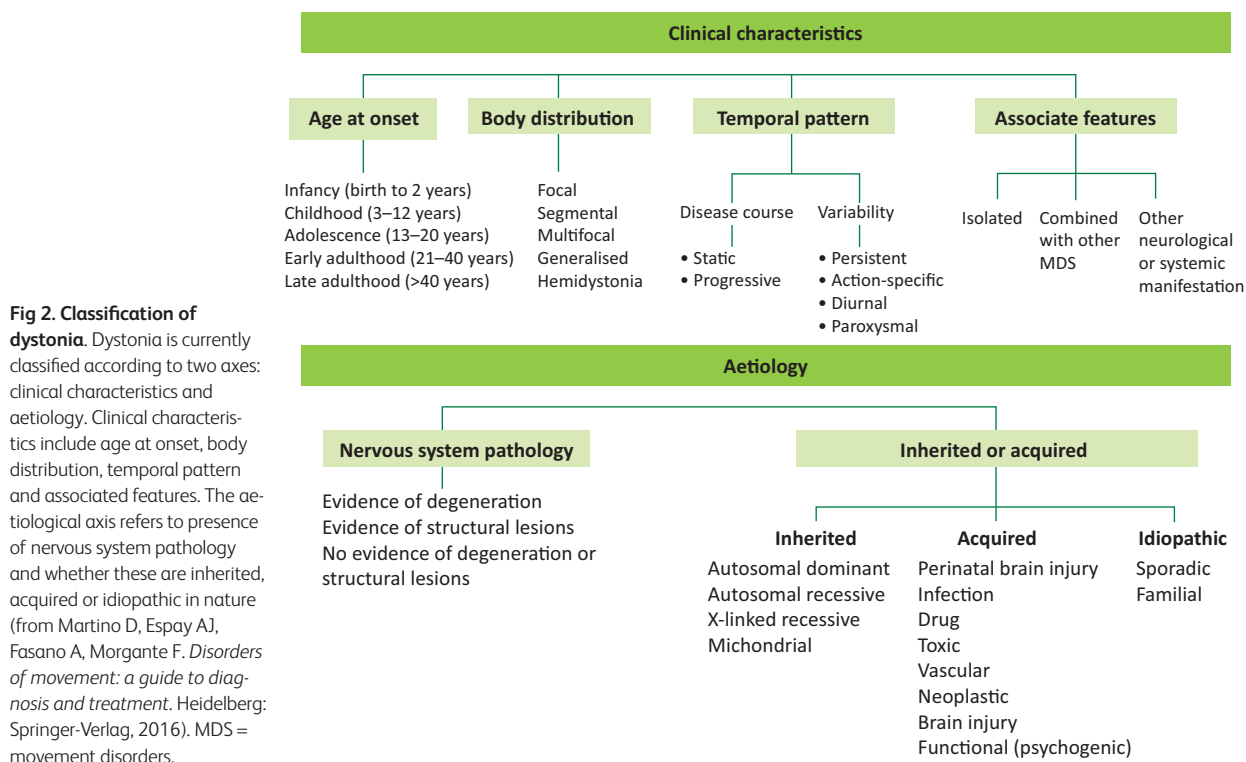 Clinical characteristics
Age at onset
Infancy (birth to 2 years)
Childhood (3–12 years)
Adolescence (13–20 years)
Early adulthood (21–40 years)
Late adulthood (>40 years)
Body distribution
Focal
Segmental
Multifocal
Generalised
Hemidystonia
Temporal pattern
Disease course
• Static
• Progressive
Variability
• Persistent
• Action-specific
• Diurnal
• Paroxysmal
Associate features
Isolated
Combined
with other
MDS
Other
neurological
or systemic
manifestation
Aetiology
Nervous system pathology
Evidence of degeneration
Evidence of structural lesions
No evidence of degeneration or
structural lesions
Inherited or acquired
Inherited
Autosomal dominant
Autosomal recessive
X-linked recessive
Michondrial
Acquired
Perinatal brain injury
Infection
Drug
Toxic
Vascular
Neoplastic
Brain injury
Functional (psychogenic)
Idiopathic
Sporadic
Familial
Fig 2. Classification of
dystonia. Dystonia is currently
classified according to two axes:
clinical characteristics and
aetiology. Clinical characteris-
tics include age at onset, body
distribution, temporal pattern
and associated features. The ae-
tiological axis refers to presence
of nervous system pathology
and whether these are inherited,
acquired or idiopathic in nature
(from Martino D, Espay AJ,
Fasano A, Morgante F. Disorders
of movement: a guide to diag-
nosis and treatment. Heidelberg:
Springer-Verlag, 2016). MDS =
movement disorders.